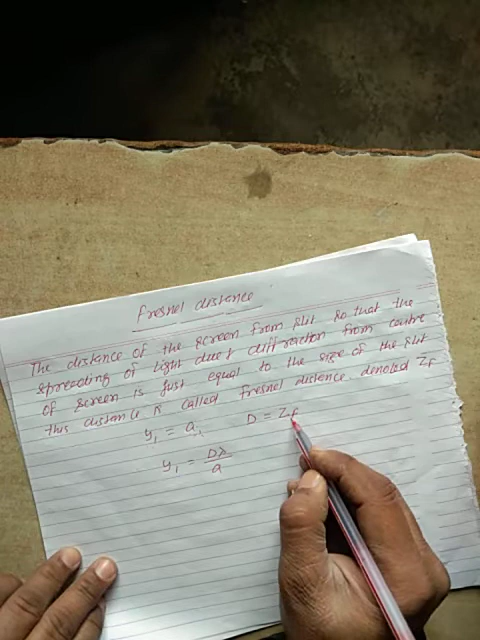 Fresnel distance
The distance of the screen from slit so that the
spreading of light due t diffraction from centre
of screen is just equal to the size of the slit
this distance is called fresnel distance denoted Zf
y₁ = a, D = Zf
y₁ = Dλ/a